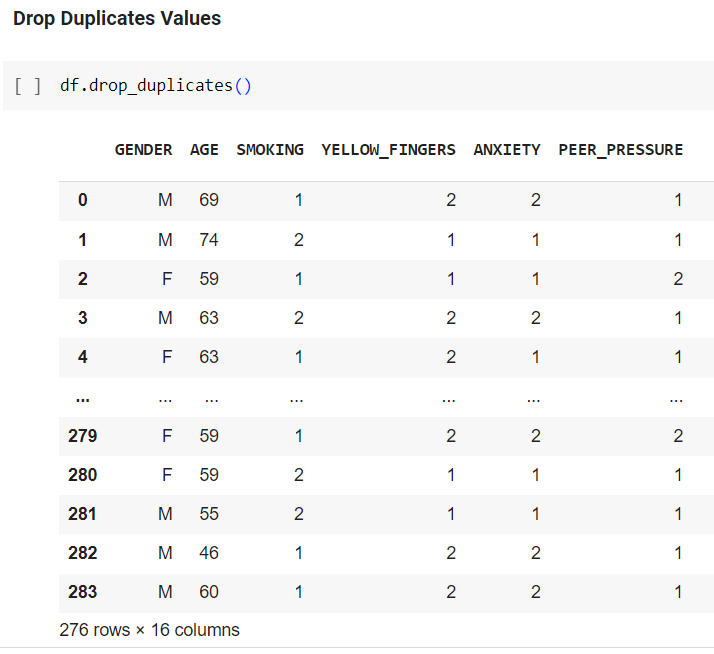 Drop Duplicates Values
[ ] df.drop_duplicates()
GENDER AGE SMOKING YELLOW_FINGERS ANXIETY PEER_PRESSURE
0 M 69 1 2 2 1
1 M 74 2 1 1 1
2 F 59 1 1 1 2
3 M 63 2 2 2 1
4 F 63 1 2 1 1
... ... ... ... ... ... ...
279 F 59 1 2 2 2
280 F 59 2 1 1 1
281 M 55 2 1 1 1
282 M 46 1 2 2 1
283 M 60 1 2 2 1
276 rows × 16 columns